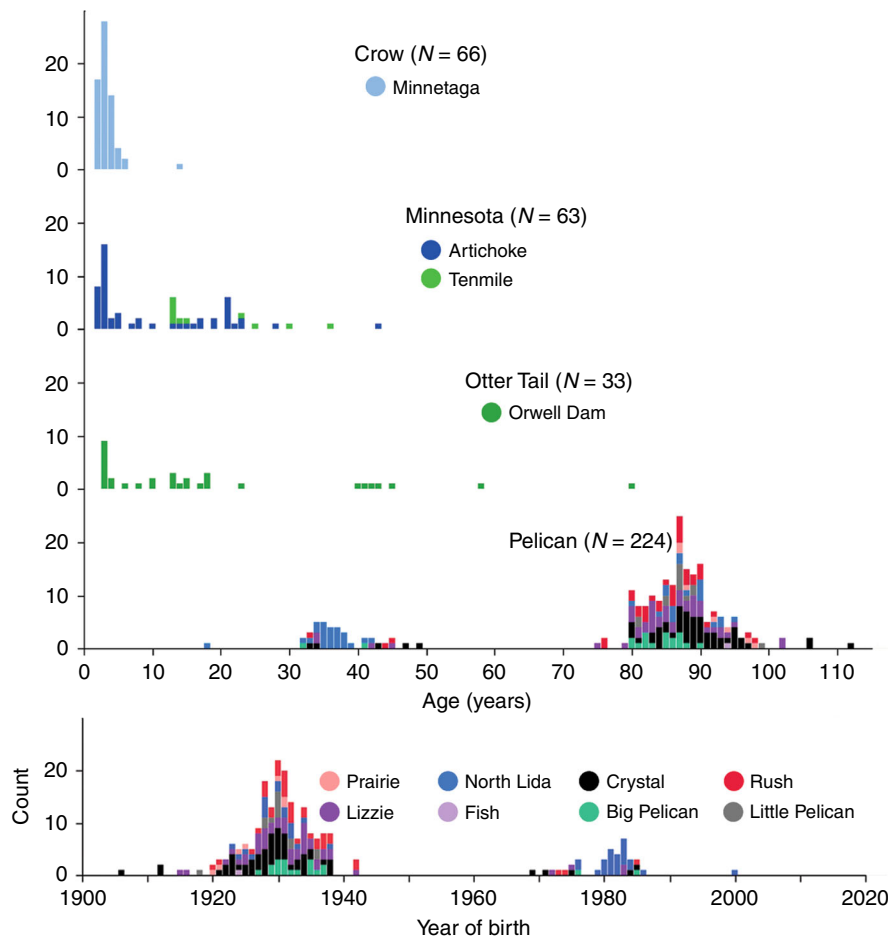 Crow (N = 66)
Minnetaga
20
10
0
Minnesota (N = 63)
Artichoke
Tenmile
20
10
0
Otter Tail (N = 33)
Orwell Dam
20
10
0
Pelican (N = 224)
20
10
0
0 10 20 30 40 50 60 70 80 90 100 110
Age (years)
Count
20
10
0
Prairie North Lida Crystal Rush
Lizzie Fish Big Pelican Little Pelican
1900 1920 1940 1960 1980 2000 2020
Year of birth